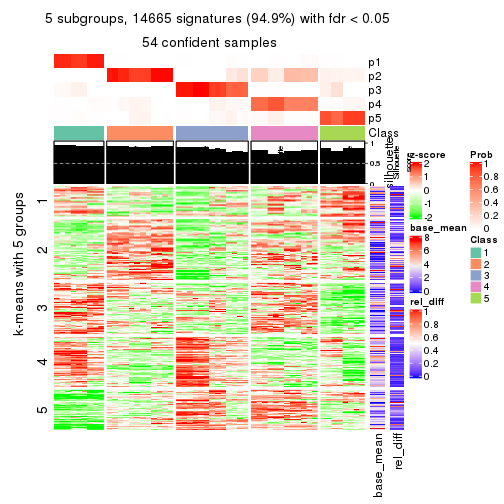 5 subgroups, 14665 signatures (94.9%) with fdr < 0.05
54 confident samples
p1
p2
p3
p4
p5
Class
1
0.5
0
silhouette
Silhouette
k-means with 5 groups
1
2
3
4
5
base_mean
rel_diff
z-score
2
1
0
-1
-2
base_mean
8
6
4
2
0
rel_diff
1
0.8
0.6
0.4
0.2
0
Prob
1
0.8
0.6
0.4
0.2
0
Class
1
2
3
4
5